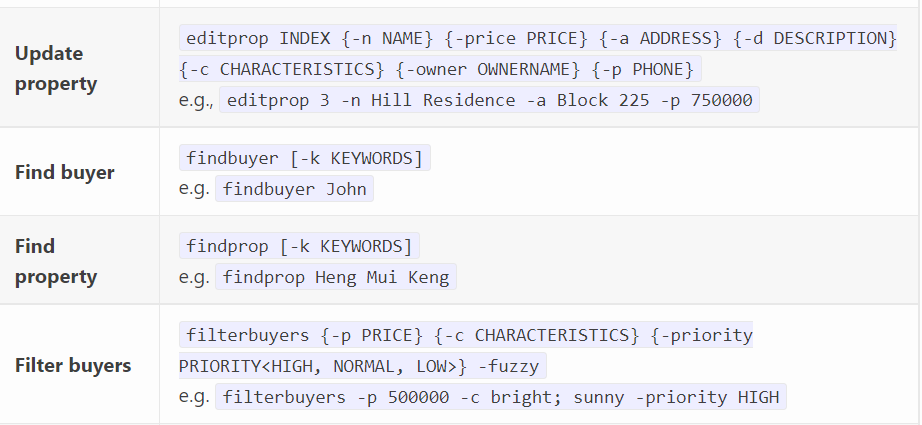 Update property
editprop INDEX {-n NAME} {-price PRICE} {-a ADDRESS} {-d DESCRIPTION}
{-c CHARACTERISTICS} {-owner OWNERNAME} {-p PHONE}
e.g., editprop 3 -n Hill Residence -a Block 225 -p 750000
Find buyer
findbuyer [-k KEYWORDS]
e.g. findbuyer John
Find property
findprop [-k KEYWORDS]
e.g. findprop Heng Mui Keng
Filter buyers
filterbuyers {-p PRICE} {-c CHARACTERISTICS} {-priority
PRIORITY<HIGH, NORMAL, LOW>} -fuzzy
e.g. filterbuyers -p 500000 -c bright; sunny -priority HIGH